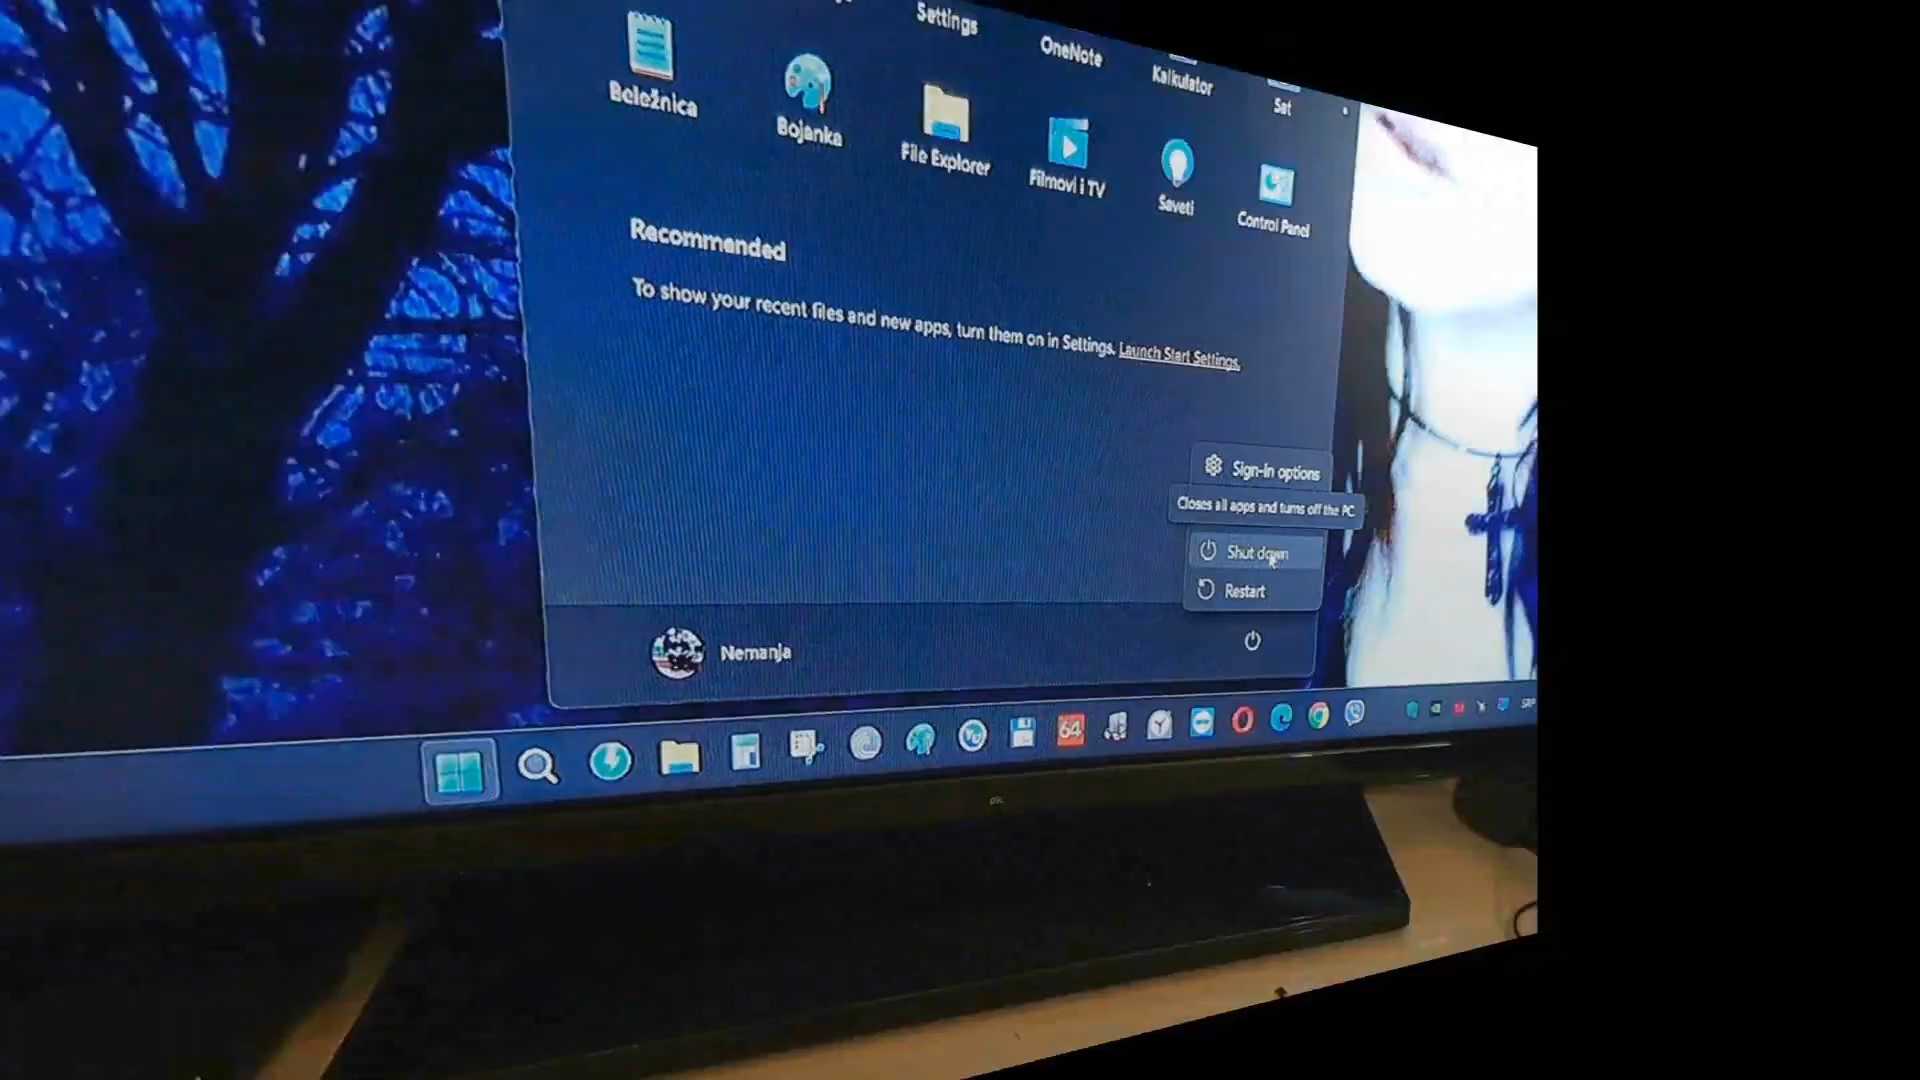 Settings
OneNote
Kalkulator
Sat
Beležnica
Bojanka
File Explorer
Filmovi i TV
Saveti
Control Panel
Recommended
To show your recent files and new apps, turn them on in Settings. Launch Start Settings.
Sign-in options
Closes all apps and turns off the PC
Shut down
Restart
Nemanja
64
SRP